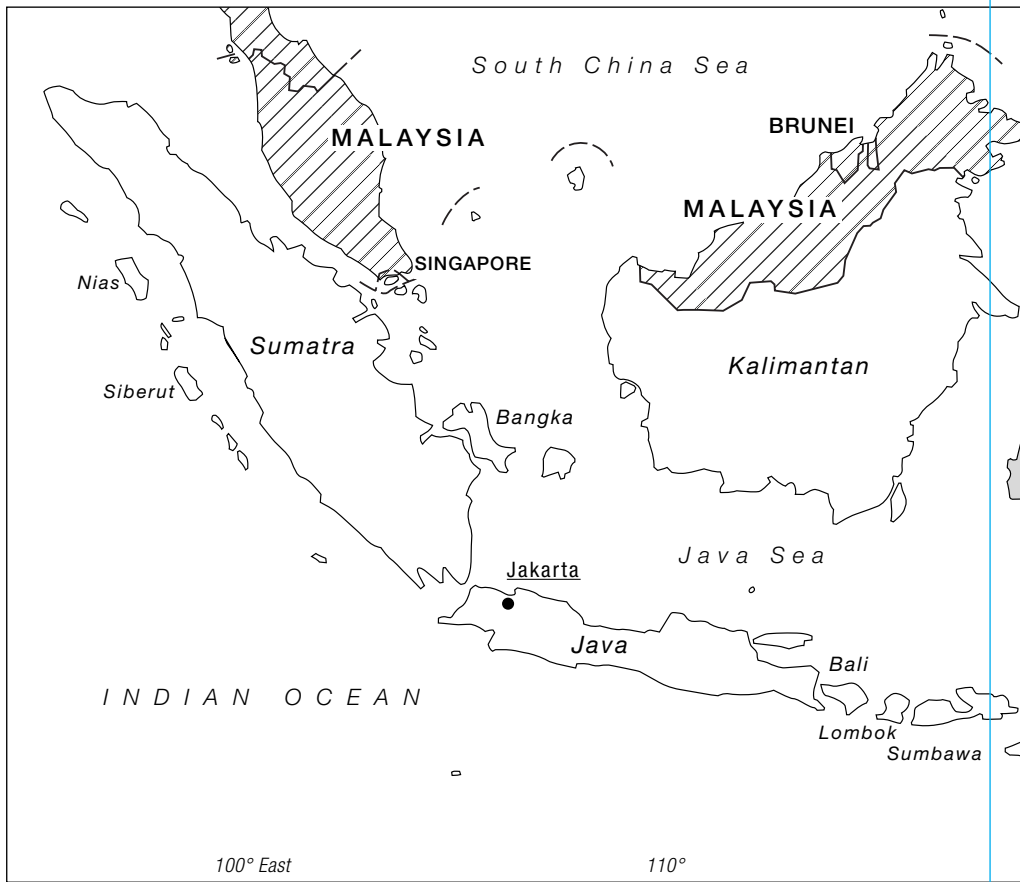 South China Sea
BRUNEI
MALAYSIA
MALAYSIA
SINGAPORE
Nias
Sumatra
Kalimantan
Siberut
Bangka
Java Sea
Jakarta
Java
Bali
INDIAN OCEAN
Lombok
Sumbawa
100° East
110°